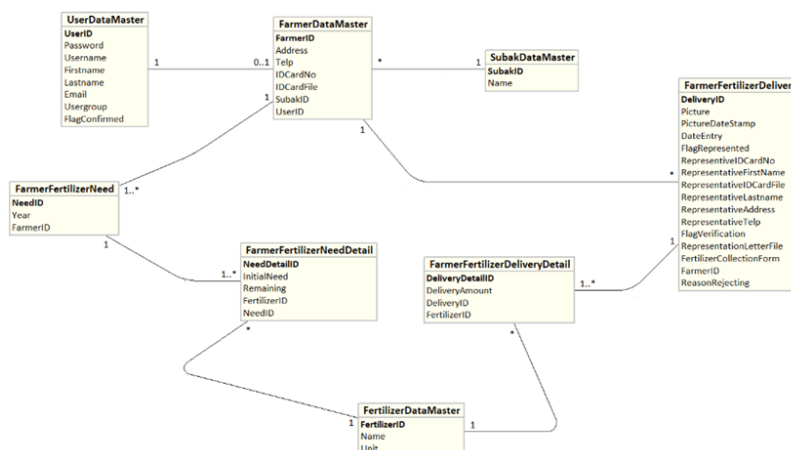 UserDataMaster
UserID
Password
Username
Firstname
Lastname
Email
Usergroup
FlagConfirmed
1
0..1
FarmerDataMaster
FarmerID
Address
Telp
IDCardNo
IDCardFile
SubakID
UserID
*
1
SubakDataMaster
SubakID
Name
1
1
FarmerFertilizerDeliver
DeliveryID
Picture
PictureDateStamp
DateEntry
FlagRepresented
RepresentiveIDCardNo
RepresentativeFirstName
RepresentativeIDCardFile
RepresentativeLastname
RepresentativeAddress
RepresentativeTelp
FlagVerification
RepresentationLetterFile
FertilizerCollectionForm
FarmerID
ReasonRejecting
*
1
1..*
FarmerFertilizerNeed
NeedID
Year
FarmerID
1
1..*
FarmerFertilizerNeedDetail
NeedDetailID
InitialNeed
Remaining
FertilizerID
NeedID
*
FarmerFertilizerDeliveryDetail
DeliveryDetailID
DeliveryAmount
DeliveryID
FertilizerID
1..*
*
1
FertilizerDataMaster
FertilizerID
Name
Unit
1